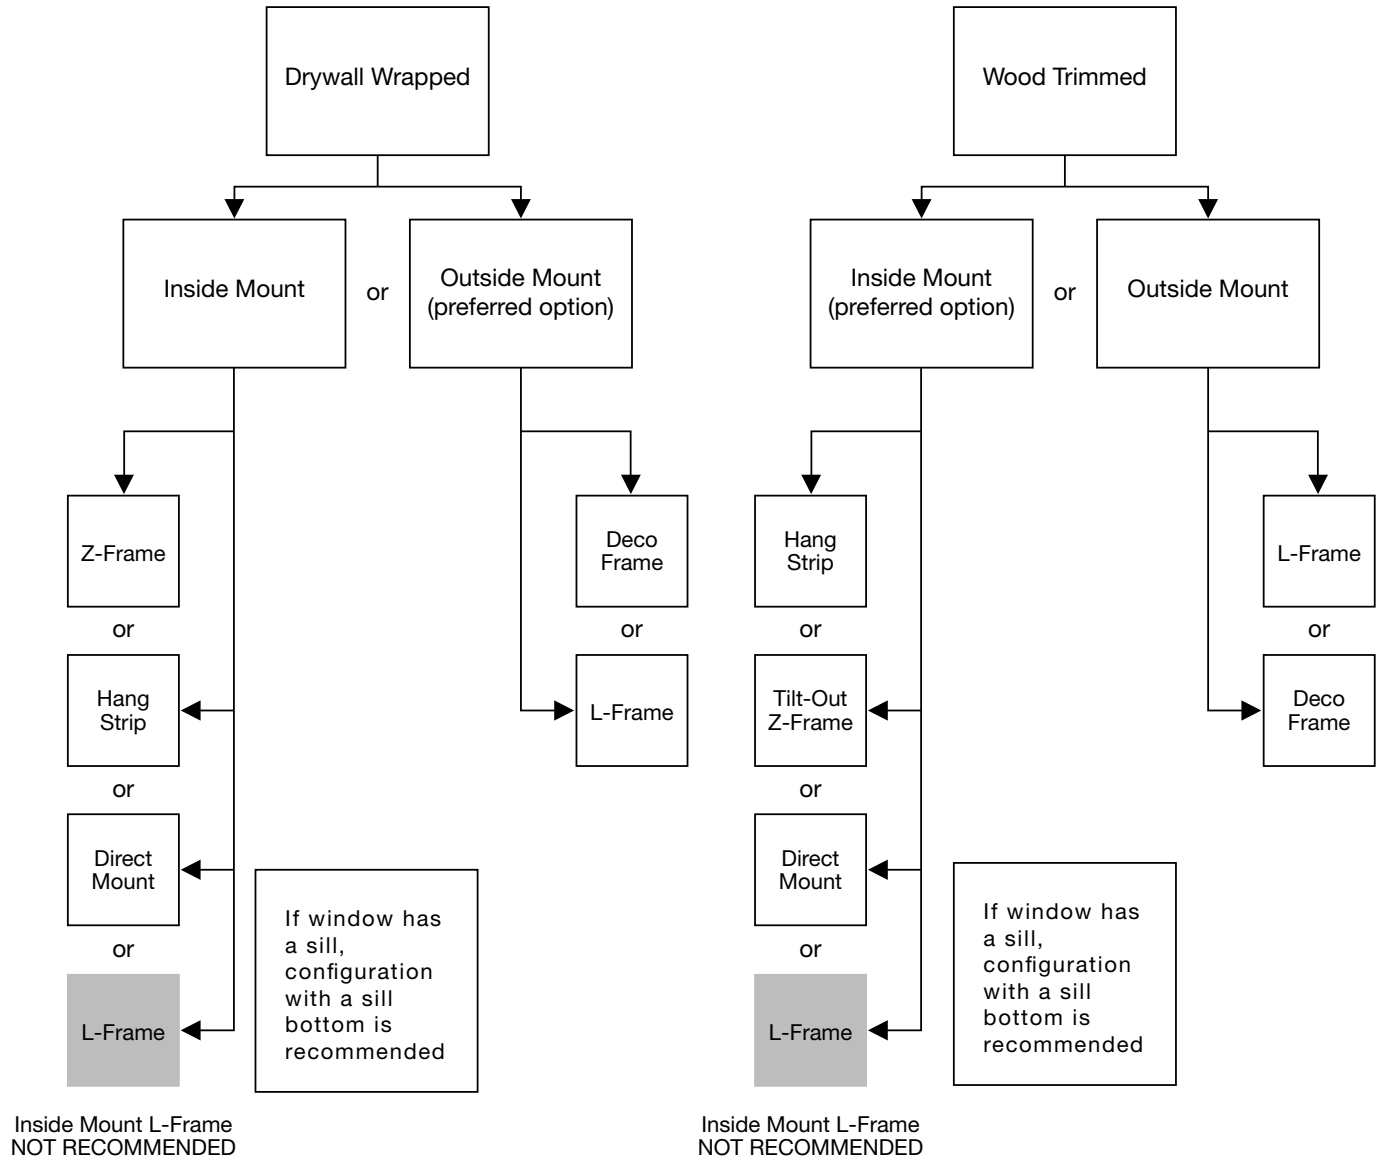 Drywall Wrapped
Inside Mount
or
Outside Mount
(preferred option)
Z-Frame
or
Hang
Strip
or
Direct
Mount
or
L-Frame
Inside Mount L-Frame
NOT RECOMMENDED
Deco
Frame
or
L-Frame
If window has
a sill,
configuration
with a sill
bottom is
recommended
Wood Trimmed
Inside Mount
(preferred option)
or
Outside Mount
Hang
Strip
or
Tilt-Out
Z-Frame
or
Direct
Mount
or
L-Frame
Inside Mount L-Frame
NOT RECOMMENDED
L-Frame
or
Deco
Frame
If window has
a sill,
configuration
with a sill
bottom is
recommended